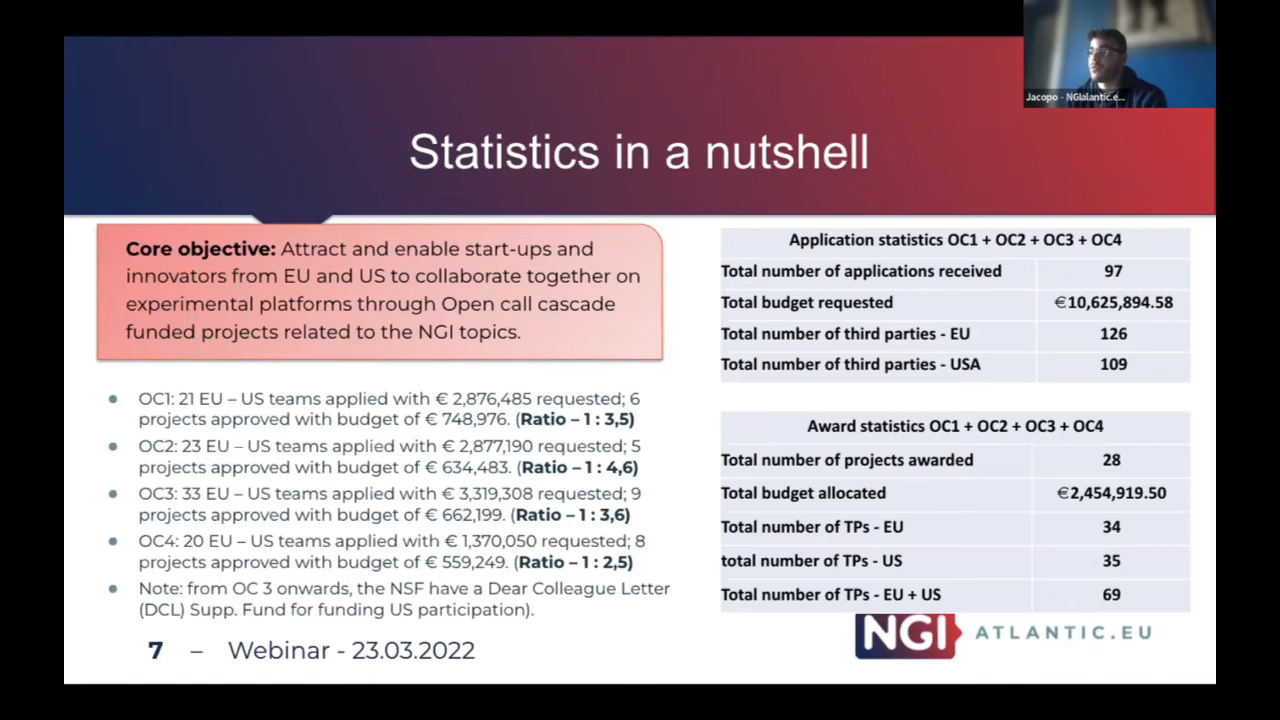 Jacopo - NGIalantic.e...
Statistics in a nutshell
Core objective: Attract and enable start-ups and
innovators from EU and US to collaborate together on
experimental platforms through Open call cascade
funded projects related to the NGI topics.
OC1: 21 EU – US teams applied with € 2,876,485 requested; 6
projects approved with budget of € 748,976. (Ratio – 1 : 3,5)
OC2: 23 EU – US teams applied with € 2,877,190 requested; 5
projects approved with budget of € 634,483. (Ratio – 1 : 4,6)
OC3: 33 EU – US teams applied with € 3,319,308 requested; 9
projects approved with budget of € 662,199. (Ratio – 1 : 3,6)
OC4: 20 EU – US teams applied with € 1,370,050 requested; 8
projects approved with budget of € 559,249. (Ratio – 1 : 2,5)
Note: from OC 3 onwards, the NSF have a Dear Colleague Letter
(DCL) Supp. Fund for funding US participation).
Application statistics OC1 + OC2 + OC3 + OC4
Total number of applications received 97
Total budget requested €10,625,894.58
Total number of third parties - EU 126
Total number of third parties - USA 109
Award statistics OC1 + OC2 + OC3 + OC4
Total number of projects awarded 28
Total budget allocated €2,454,919.50
Total number of TPs - EU 34
total number of TPs - US 35
Total number of TPs - EU + US 69
7 – Webinar - 23.03.2022
NGI ATLANTIC.EU